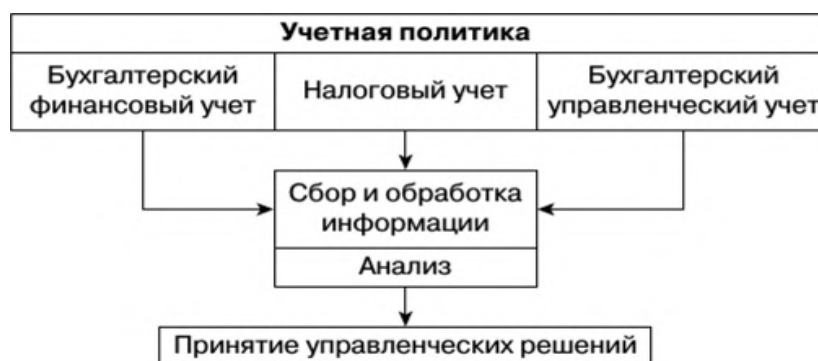 Учетная политика
Бухгалтерский
финансовый учет
Налоговый учет
Бухгалтерский
управленческий учет
Сбор и обработка
информации
Анализ
Принятие управленческих решений